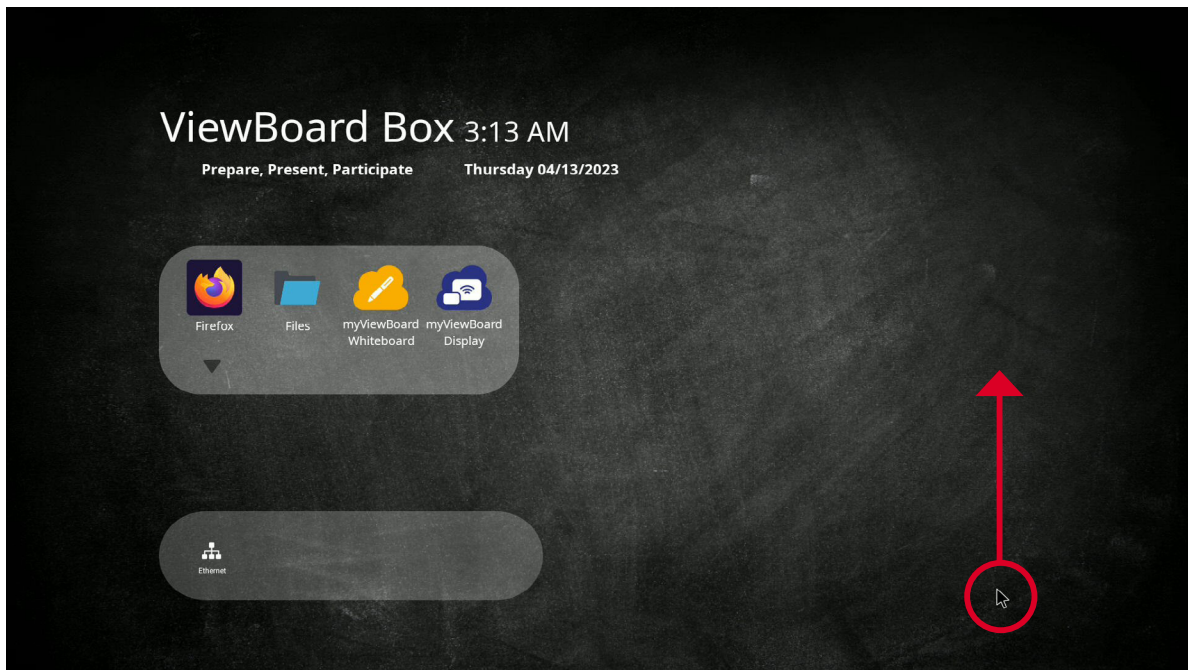 ViewBoard Box 3:13 AM
Prepare, Present, Participate Thursday 04/13/2023
Firefox Files myViewBoard Whiteboard myViewBoard Display
Ethernet